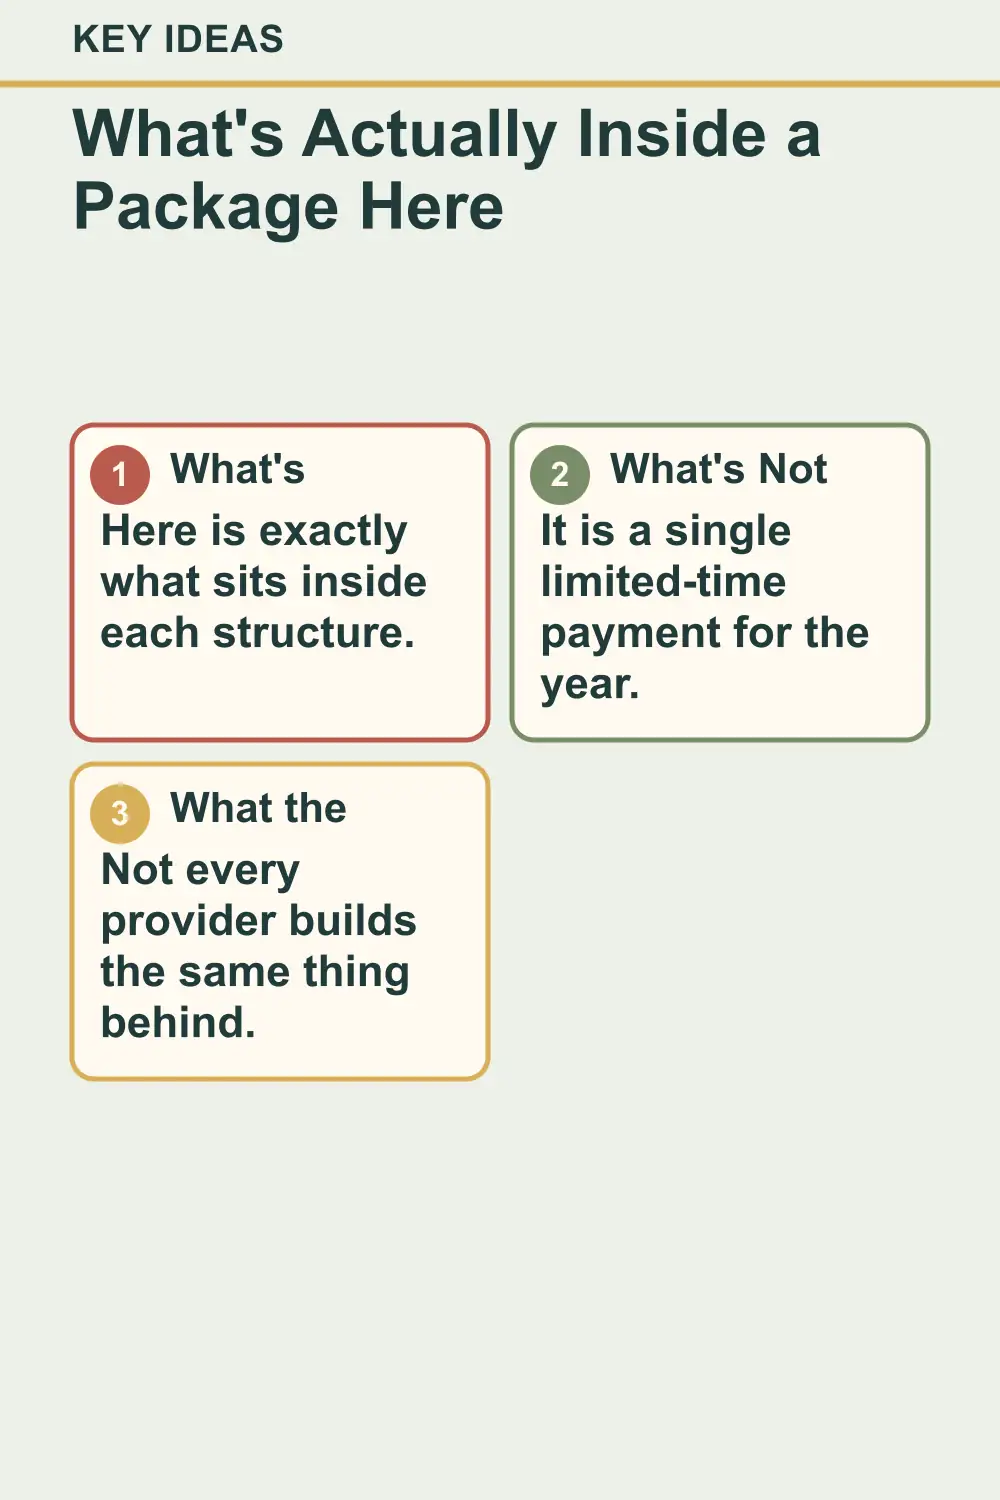 KEY IDEAS
What's Actually Inside a
Package Here
1 What's
Here is exactly
what sits inside
each structure.
2 What's Not
It is a single
limited-time
payment for the
year.
3 What the
Not every
provider builds
the same thing
behind.